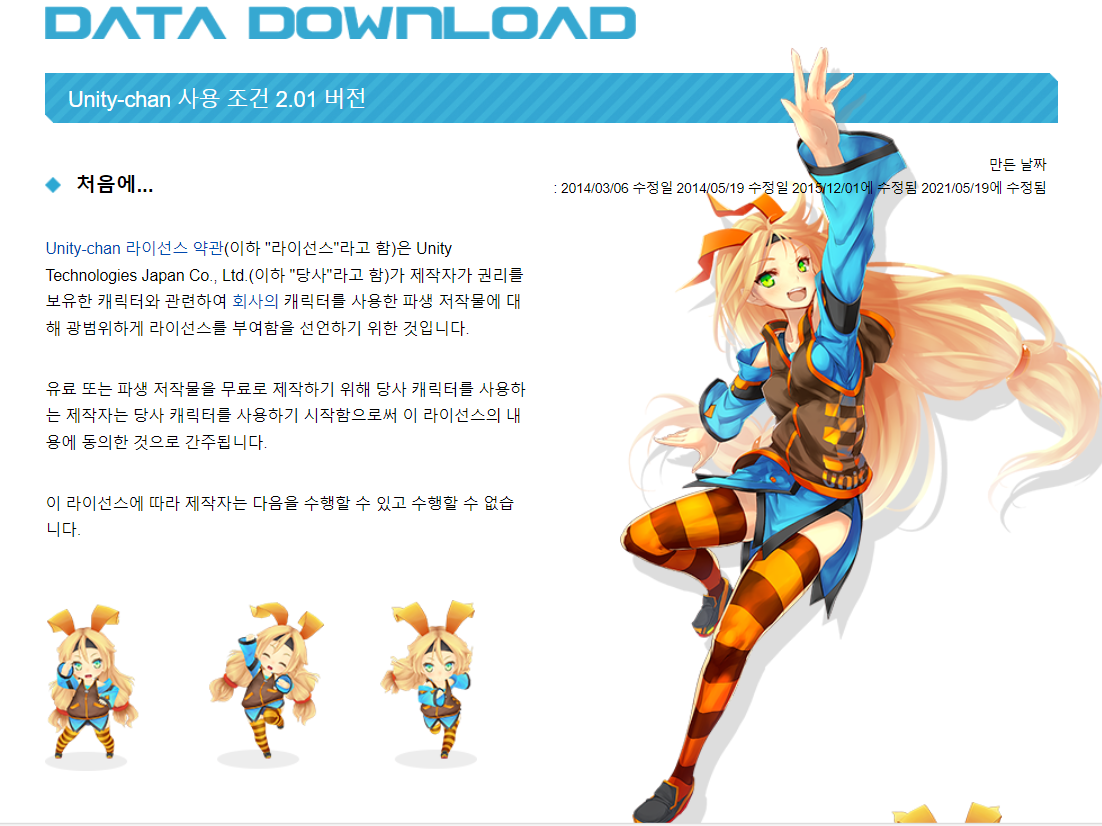 DATA DOWNLOAD
Unity-chan 사용 조건 2.01 버전
만든 날짜
: 2014/03/06 수정일 2014/05/19 수정일 2015/12/01에 수정됨 2021/05/19에 수정됨
처음에...
Unity-chan 라이선스 약관(이하 "라이선스"라고 함)은 Unity
Technologies Japan Co., Ltd.(이하 "당사"라고 함)가 제작자가 권리를
보유한 캐릭터와 관련하여 회사의 캐릭터를 사용한 파생 저작물에 대
해 광범위하게 라이선스를 부여함을 선언하기 위한 것입니다.
유료 또는 파생 저작물을 무료로 제작하기 위해 당사 캐릭터를 사용하
는 제작자는 당사 캐릭터를 사용하기 시작함으로써 이 라이선스의 내
용에 동의한 것으로 간주됩니다.
이 라이선스에 따라 제작자는 다음을 수행할 수 있고 수행할 수 없습
니다.